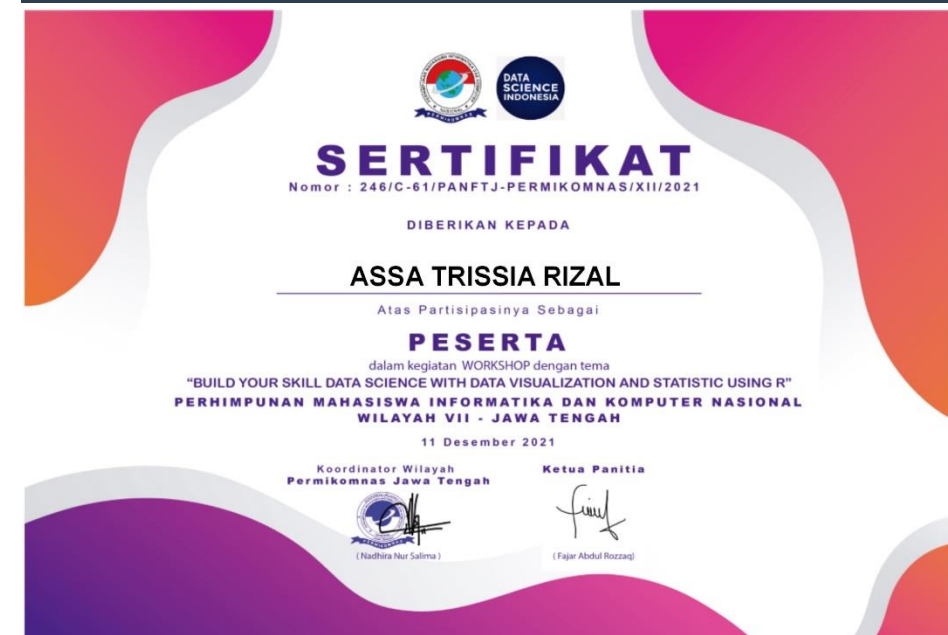 DATA
SCIENCE
INDONESIA
SERTIFIKAT
Nomor : 246/C-61/PANFTJ-PERMIKOMNAS/XII/2021
DIBERIKAN KEPADA
ASSA TRISSIA RIZAL
Atas Partisipasinya Sebagai
PESERTA
dalam kegiatan WORKSHOP dengan tema
“BUILD YOUR SKILL DATA SCIENCE WITH DATA VISUALIZATION AND STATISTIC USING R”
PERHIMPUNAN MAHASISWA INFORMATIKA DAN KOMPUTER NASIONAL
WILAYAH VII - JAWA TENGAH
11 Desember 2021
Koordinator Wilayah
Permikomnas Jawa Tengah
Ketua Panitia
( Nadhira Nur Salima )
( Fajar Abdul Rozzaq)